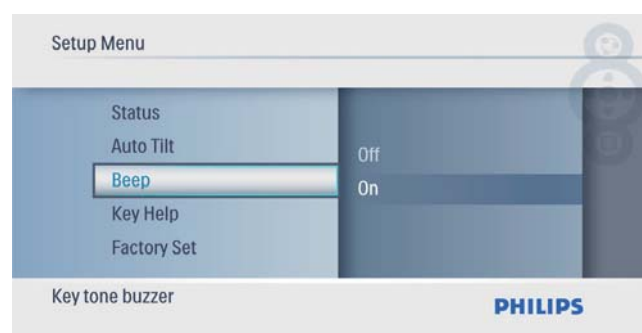 Setup Menu
Status
Auto Tilt
Beep
Key Help
Factory Set
Off
On
Key tone buzzer
PHILIPS